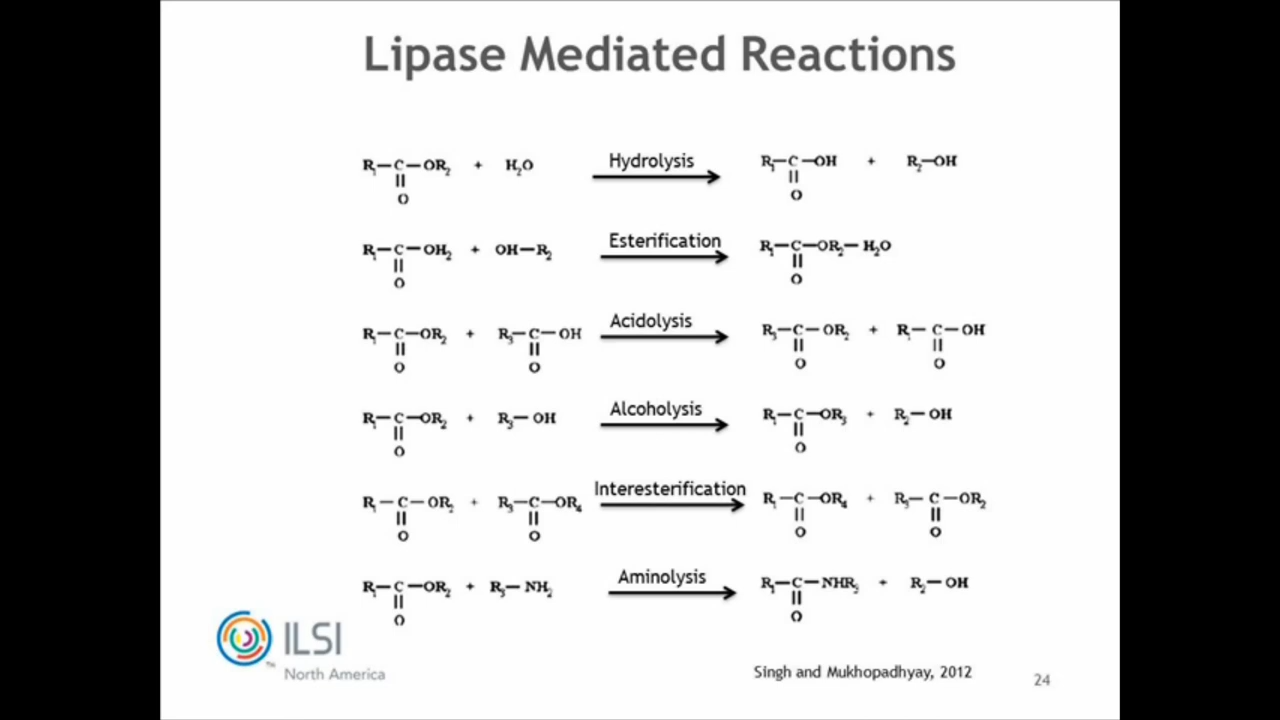 Lipase Mediated Reactions
R₁—C—OR₂ + H₂O Hydrolysis R₁—C—OH + R₂—OH
O O
R₁—C—OH₂ + OH—R₂ Esterification R₁—C—OR₂—H₂O
O O
R₁—C—OR₂ + R₃—C—OH Acidolysis R₃—C—OR₂ + R₁—C—OH
O O O O
R₁—C—OR₂ + R₃—OH Alcoholysis R₁—C—OR₃ + R₂—OH
O O
R₁—C—OR₂ + R₃—C—OR₄ Interesterification R₁—C—OR₄ + R₃—C—OR₂
O O O O
R₁—C—OR₂ + R₃—NH₂ Aminolysis R₁—C—NHR₃ + R₂—OH
O O
ILSI
TM
North America
Singh and Mukhopadhyay, 2012
24